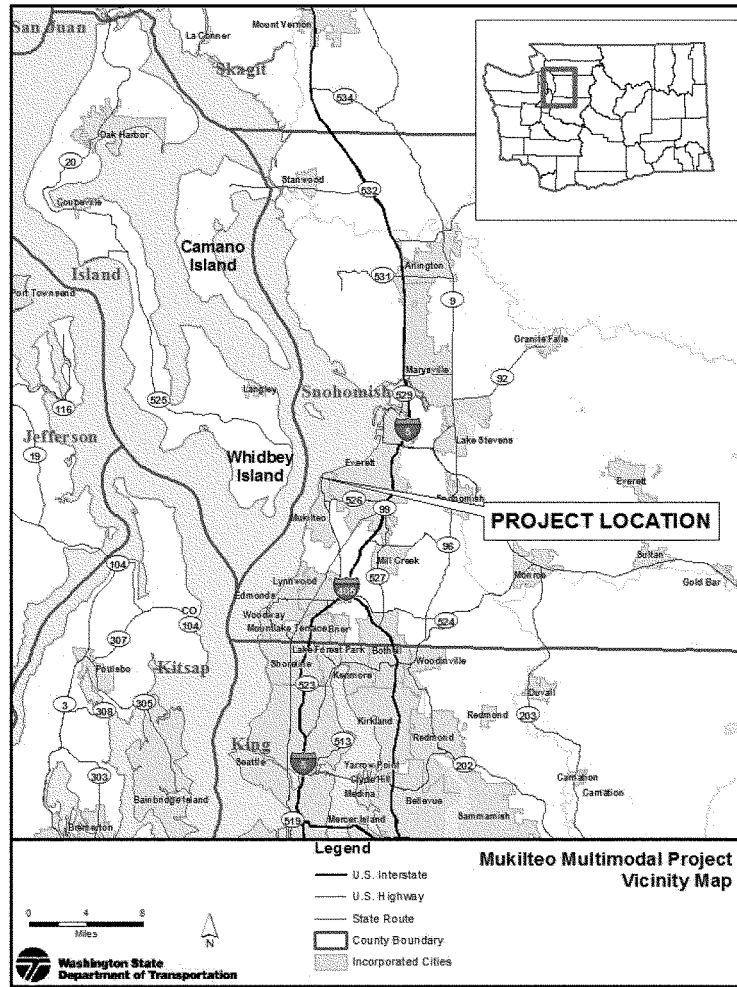 San Juan
Mount Vernon
La Conner
Skagit
534
Oak Harbor
20
Stanwood
532
Coupeville
Camano
Island
Arlington
531
Island
Port Townsend
9
Granite Falls
Marysville
92
Langley
Snohomish
529
525
116
5
Lake Stevens
Jefferson
19
Whidbey
Island
Everett
Everett
Snohomish
526
99
PROJECT LOCATION
Mukilteo
96
Mill Creek
Sultan
527
Monroe
Gold Bar
104
Lynnwood
Edmonds
CO
104
Woodway
524
307
Mountlake Terrace
Brier
Lake Forest Park
Bothell
Woodinville
Poulsbo
Kitsap
Shoreline
Kenmore
523
Duvall
3
308
305
Kirkland
Redmond
203
King
513
Redmond
Seattle
5
Yarrow Point
202
303
Clyde Hill
Carnation
Medina
Carnation
Bainbridge Island
Bellevue
Bremerton
519
Mercer Island
Sammamish
Legend
U.S. Interstate
U.S. Highway
State Route
County Boundary
Incorporated Cities
Mukilteo Multimodal Project
Vicinity Map
0 4 8
Miles
N
Washington State
Department of Transportation